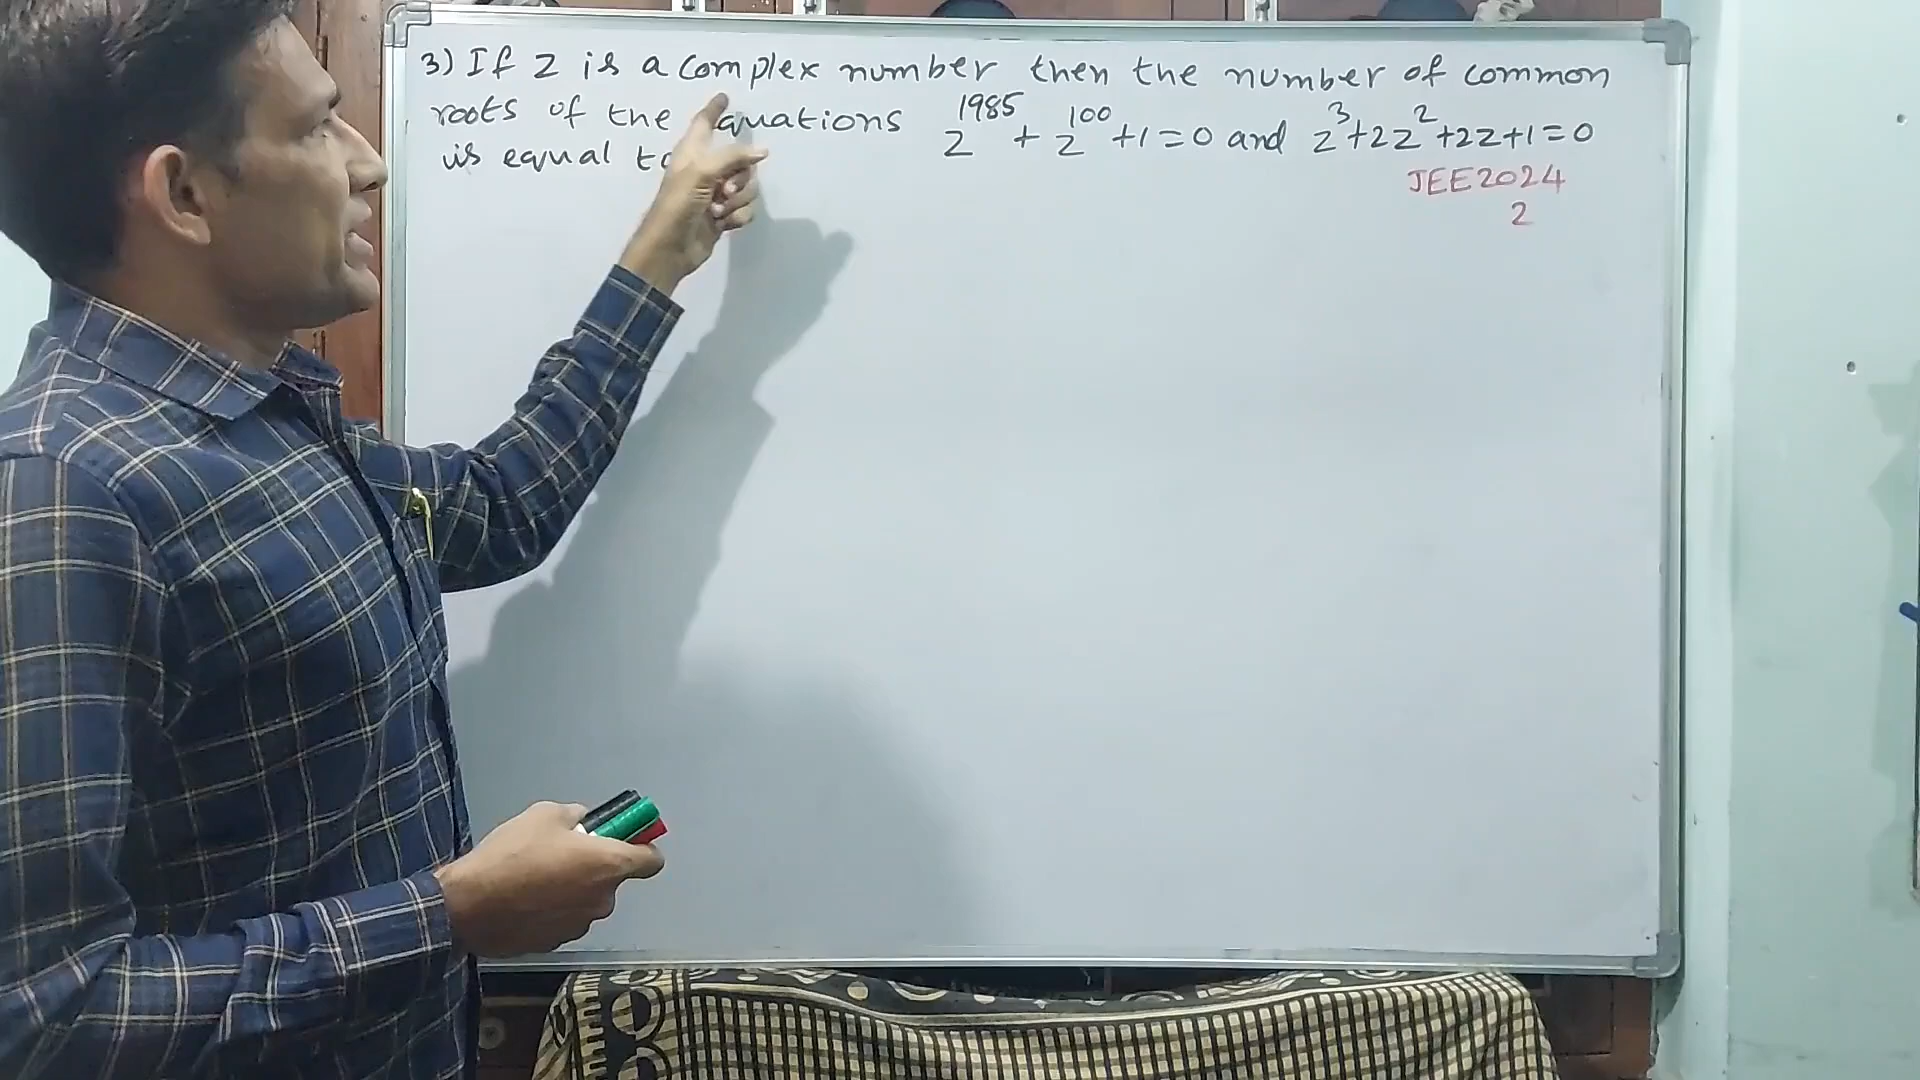 3) If z is a complex number then the number of common
roots of the equations z^1985 + z^100 + 1 = 0 and z^3 + 2z^2 + 2z + 1 = 0
is equal to
JEE2024
2